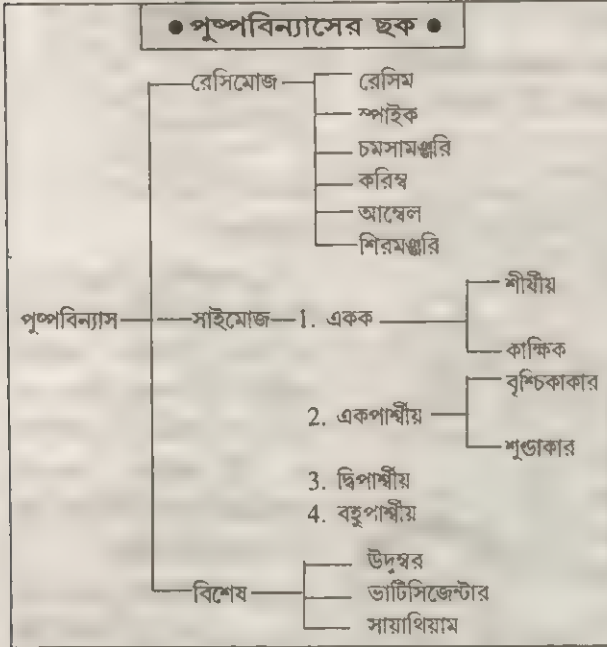 ● পুষ্পবিন্যাসের ছক ●
রেসিমোজ
রেসিম
স্পাইক
চমসামঞ্জরি
করিম্ব
আম্বেল
শিরমঞ্জরি
পুষ্পবিন্যাস
সাইমোজ
1. একক
শীর্ষীয়
কাক্ষিক
2. একপার্শ্বীয়
বৃশ্চিকাকার
শুণ্ডাকার
3. দ্বিপার্শ্বীয়
4. বহুপার্শ্বীয়
বিশেষ
উদুম্বর
ভার্টিসিজেন্টার
সায়াথিয়াম